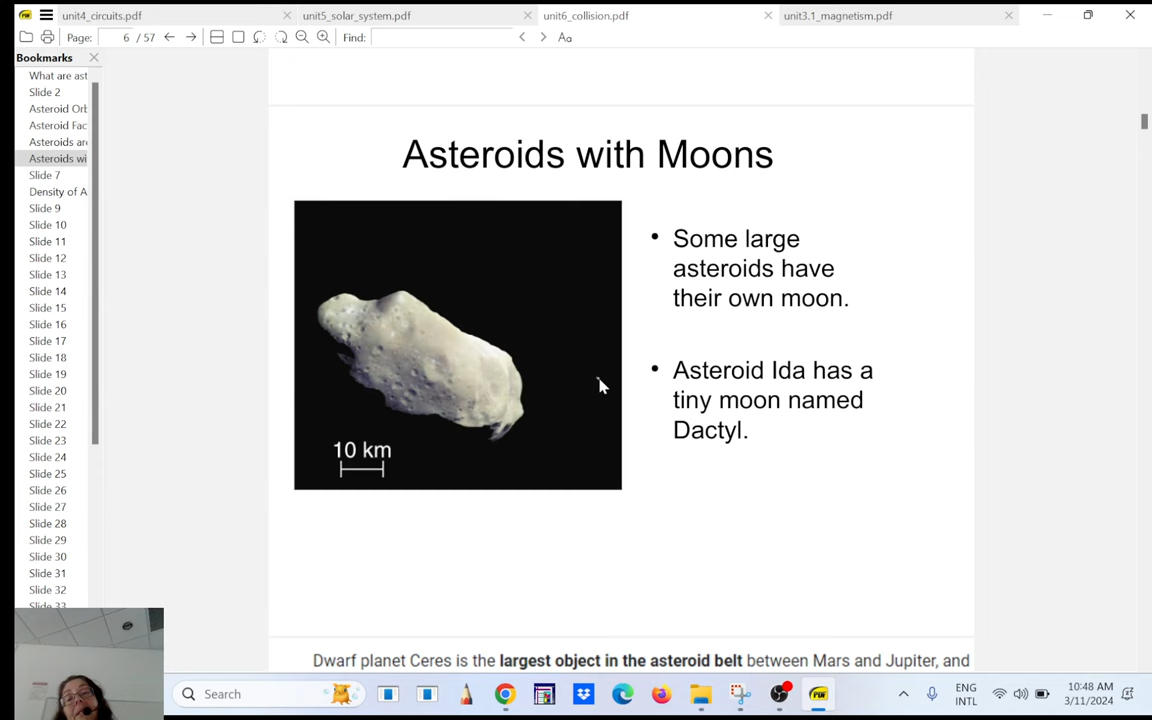 unit4_circuits.pdf
unit5_solar_system.pdf
unit6_collision.pdf
unit3.1_magnetism.pdf
Page: 6 / 57
Find:
Aa
Bookmarks
What are ast
Slide 2
Asteroid Orb
Asteroid Fac
Asteroids are
Asteroids wi
Slide 7
Density of A
Slide 9
Slide 10
Slide 11
Slide 12
Slide 13
Slide 14
Slide 15
Slide 16
Slide 17
Slide 18
Slide 19
Slide 20
Slide 21
Slide 22
Slide 23
Slide 24
Slide 25
Slide 26
Slide 27
Slide 28
Slide 29
Slide 30
Slide 31
Slide 32
Slide 33
Asteroids with Moons
10 km
• Some large
asteroids have
their own moon.
• Asteroid Ida has a
tiny moon named
Dactyl.
Dwarf planet Ceres is the largest object in the asteroid belt between Mars and Jupiter, and
Search
PDF
ENG
INTL
10:48 AM
3/11/2024